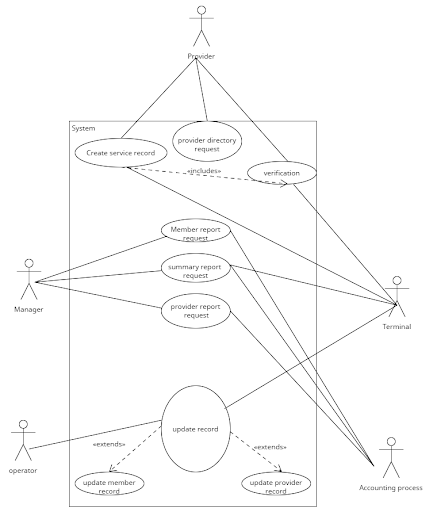 Provider
System
provider directory
request
Create service record
«includes»
verification
Member report
request
summary report
request
Manager
provider report
request
Terminal
update record
«extends»
«extends»
operator
update member
record
update provider
record
Accounting process